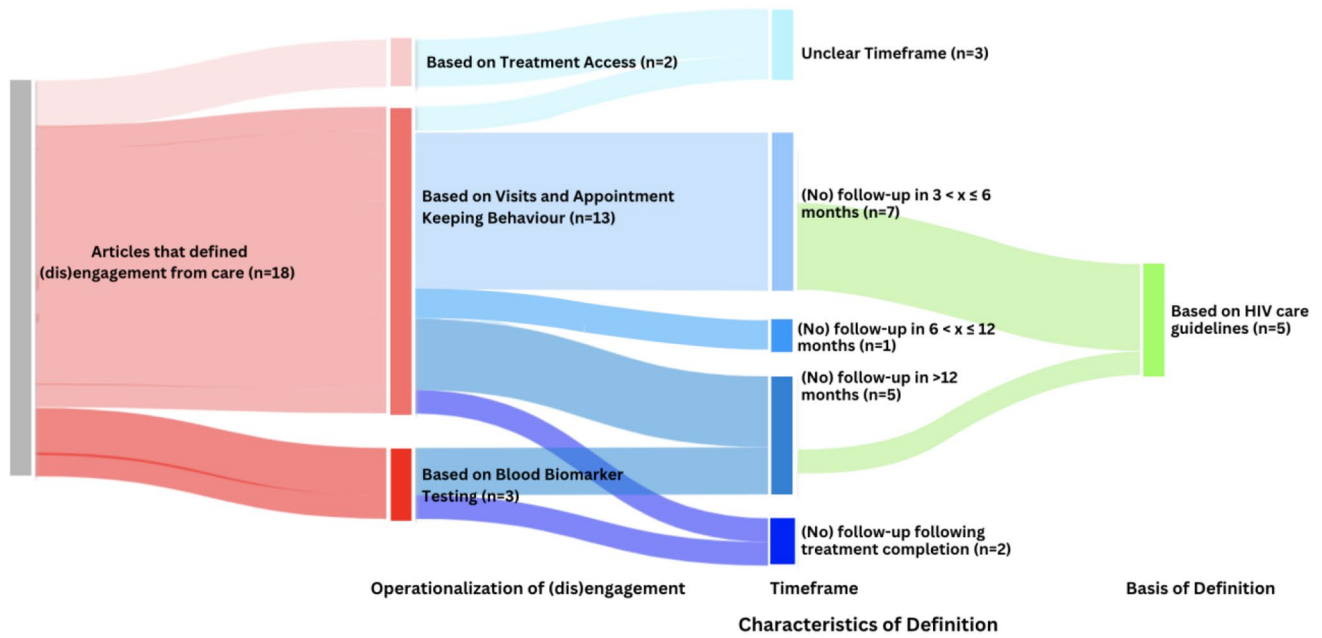 Based on Treatment Access (n=2)
Unclear Timeframe (n=3)
Based on Visits and Appointment
Keeping Behaviour (n=13)
(No) follow-up in 3 < x ≤ 6
months (n=7)
Articles that defined
(dis)engagement from care (n=18)
Based on HIV care
guidelines (n=5)
(No) follow-up in 6 < x ≤ 12
months (n=1)
(No) follow-up in >12
months (n=5)
Based on Blood Biomarker
Testing (n=3)
(No) follow-up following
treatment completion (n=2)
Operationalization of (dis)engagement
Timeframe
Basis of Definition
Characteristics of Definition